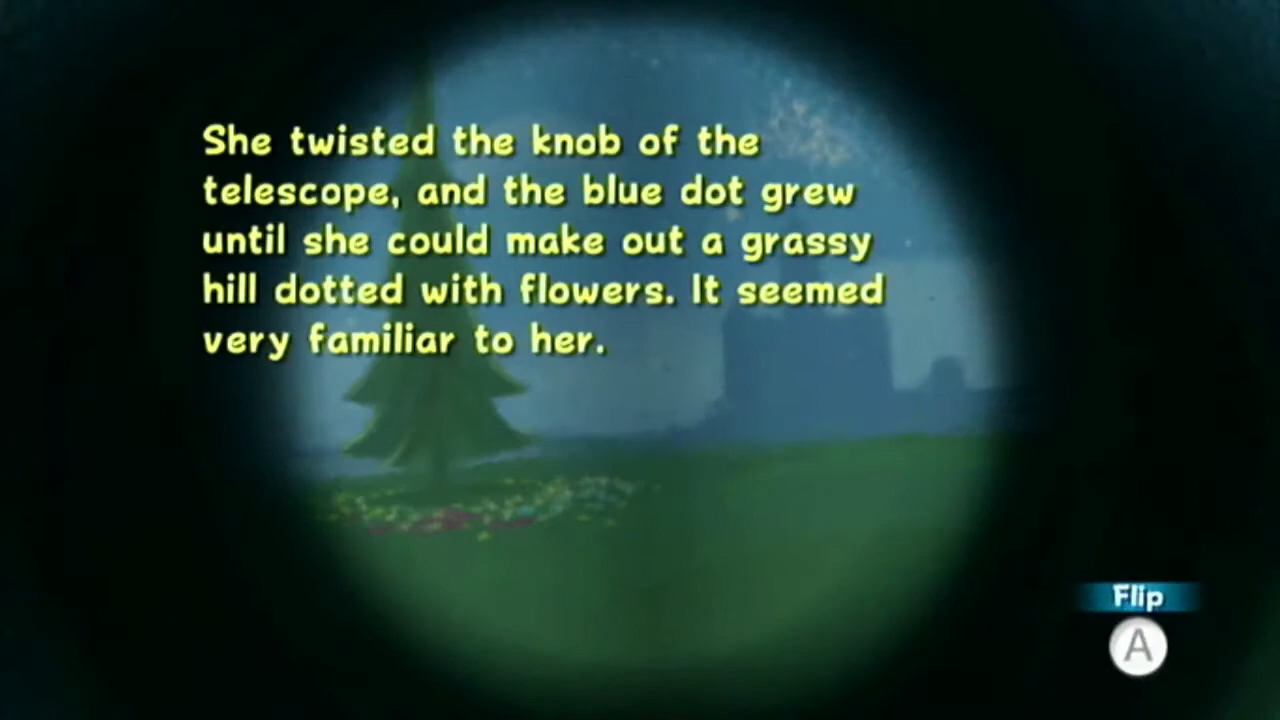 She twisted the knob of the
telescope, and the blue dot grew
until she could make out a grassy
hill dotted with flowers. It seemed
very familiar to her.
Flip
A